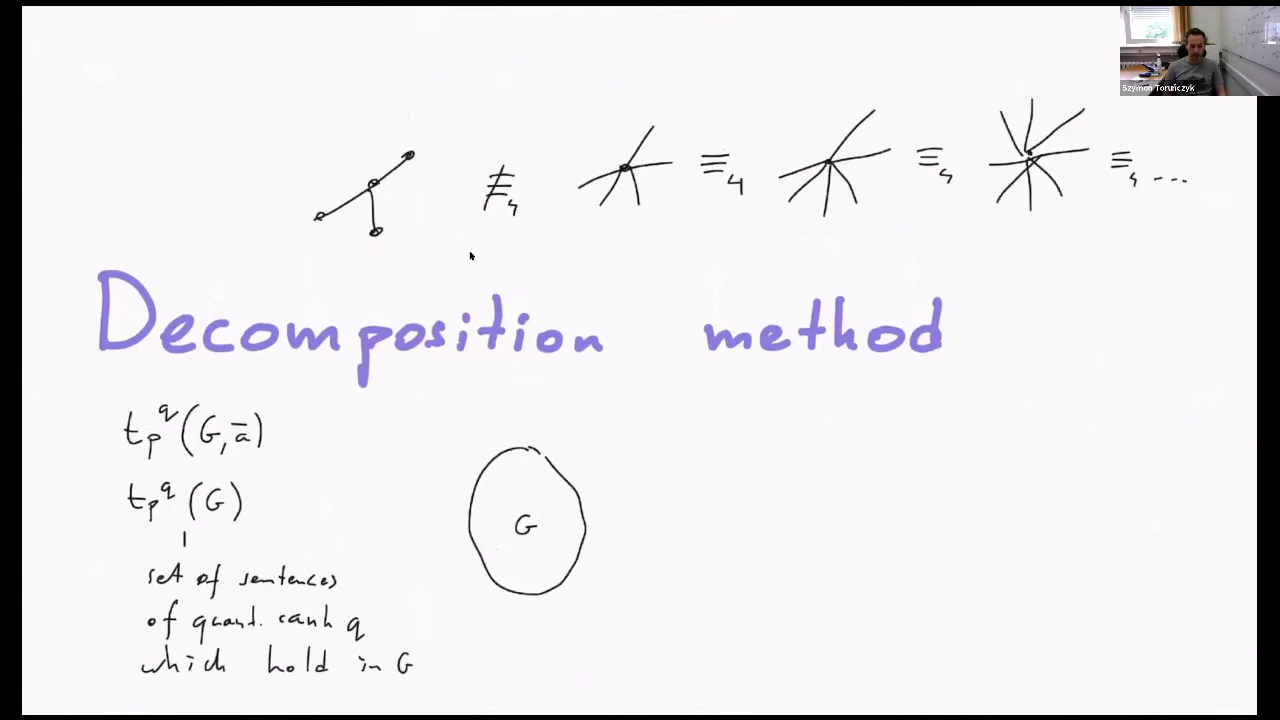 Szymon Toruńczyk
≢₄ ≡₄ ≡₄ ≡₄ ...
Decomposition method
tp^q(G, a̅)
tp^q(G)
set of sentences
of quant. rank q
which hold in G
G